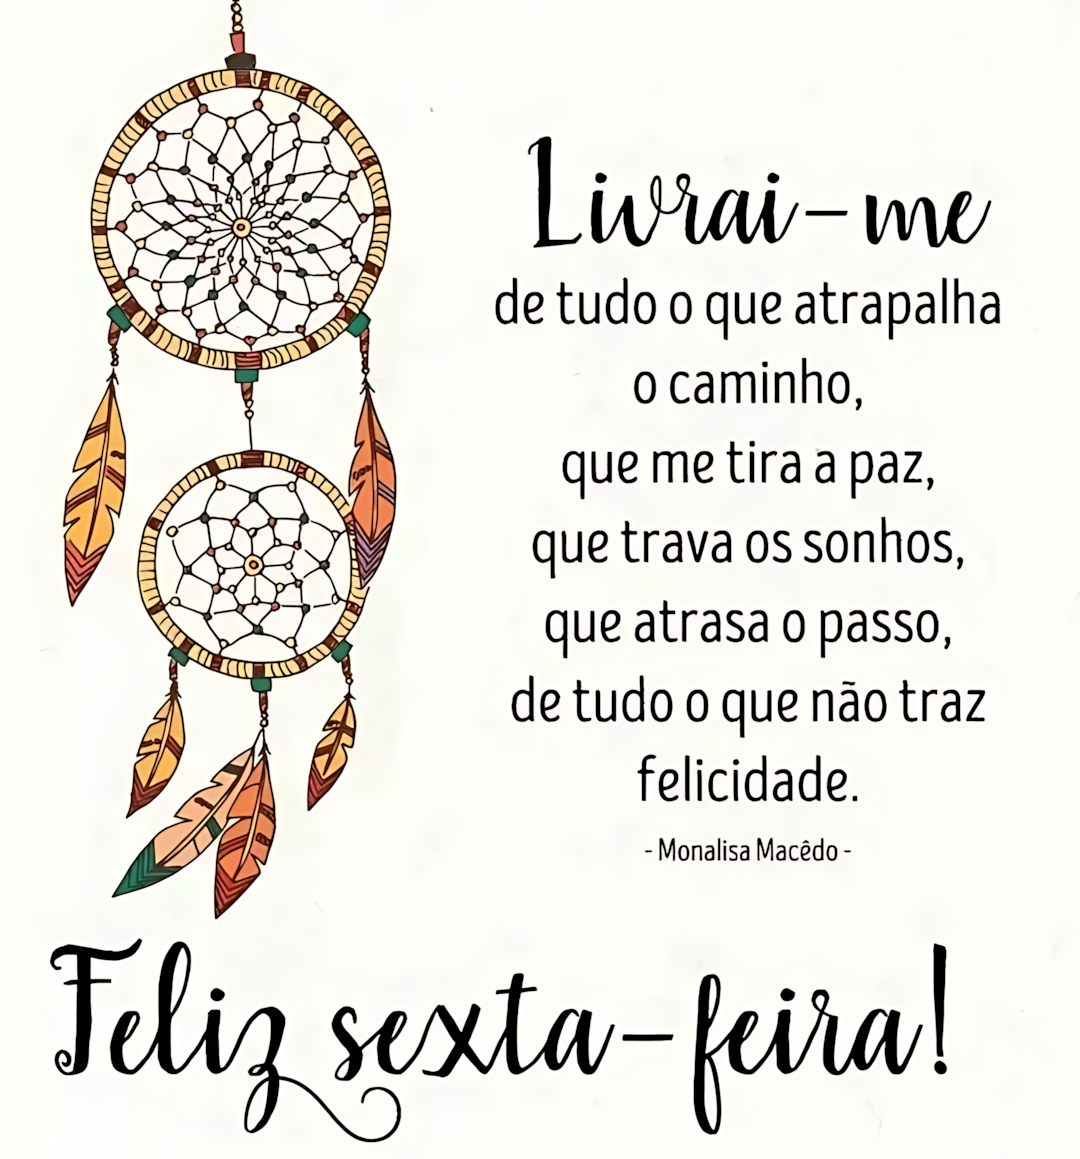 Livrai-me
de tudo o que atrapalha
o caminho,
que me tira a paz,
que trava os sonhos,
que atrasa o passo,
de tudo o que não traz
felicidade.
- Monalisa Macêdo -
Feliz sexta-feira!